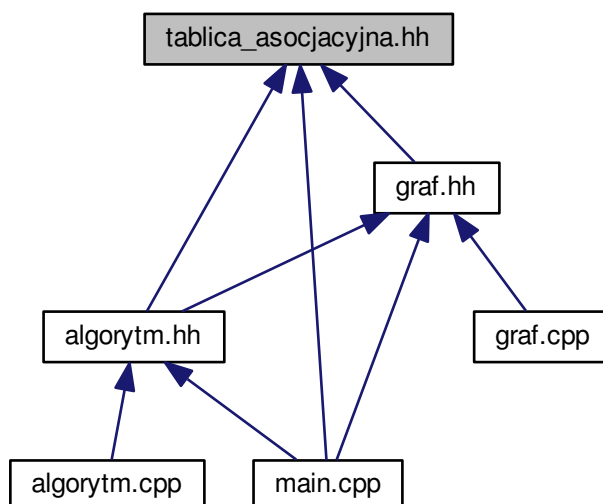 tablica_asocjacyjna.hh
graf.hh
algorytm.hh
graf.cpp
algorytm.cpp
main.cpp